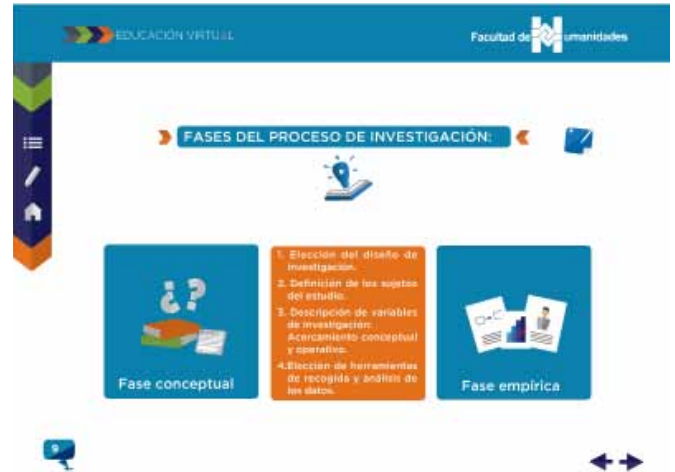 EDUCACIÓN VIRTUAL
Facultad de Humanidades
FASES DEL PROCESO DE INVESTIGACIÓN:
¿?
1. Elección del diseño de
investigación.
2. Definición de los sujetos
del estudio.
3. Descripción de variables
de investigación:
Acercamiento conceptual
y operativo.
4.Elección de herramientas
de recogida y análisis de
los datos.
Fase conceptual
Fase empírica
9